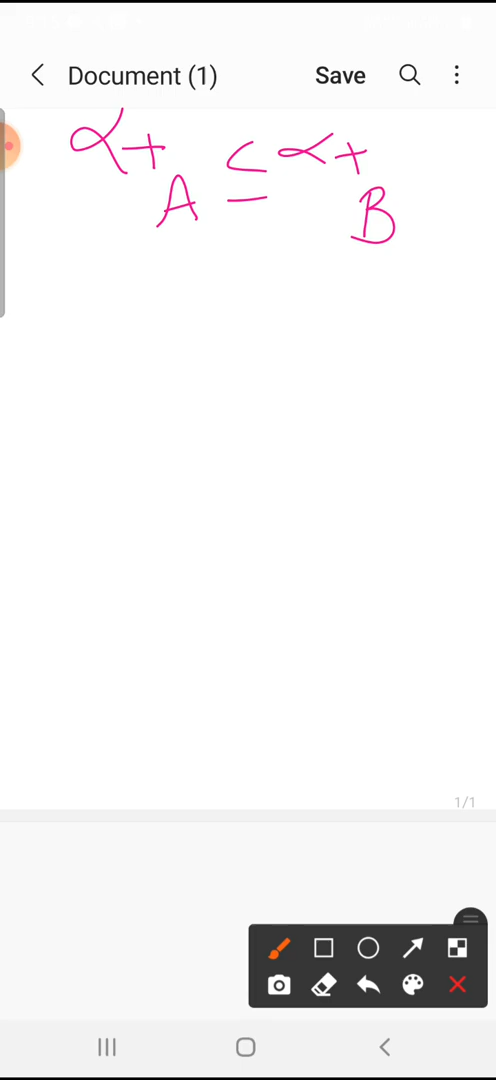 Document (1) Save
α+ ⊆ α+
A B
1/1